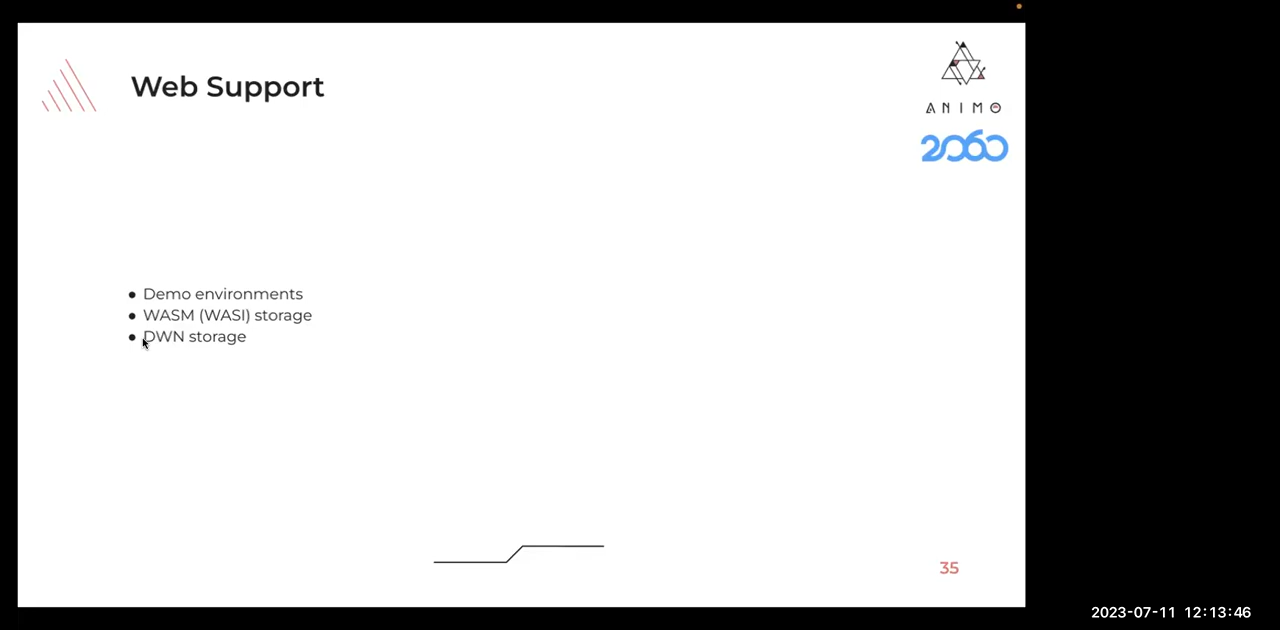 Web Support
ANIMO
2060
Demo environments
WASM (WASI) storage
DWN storage
35
2023-07-11 12:13:46